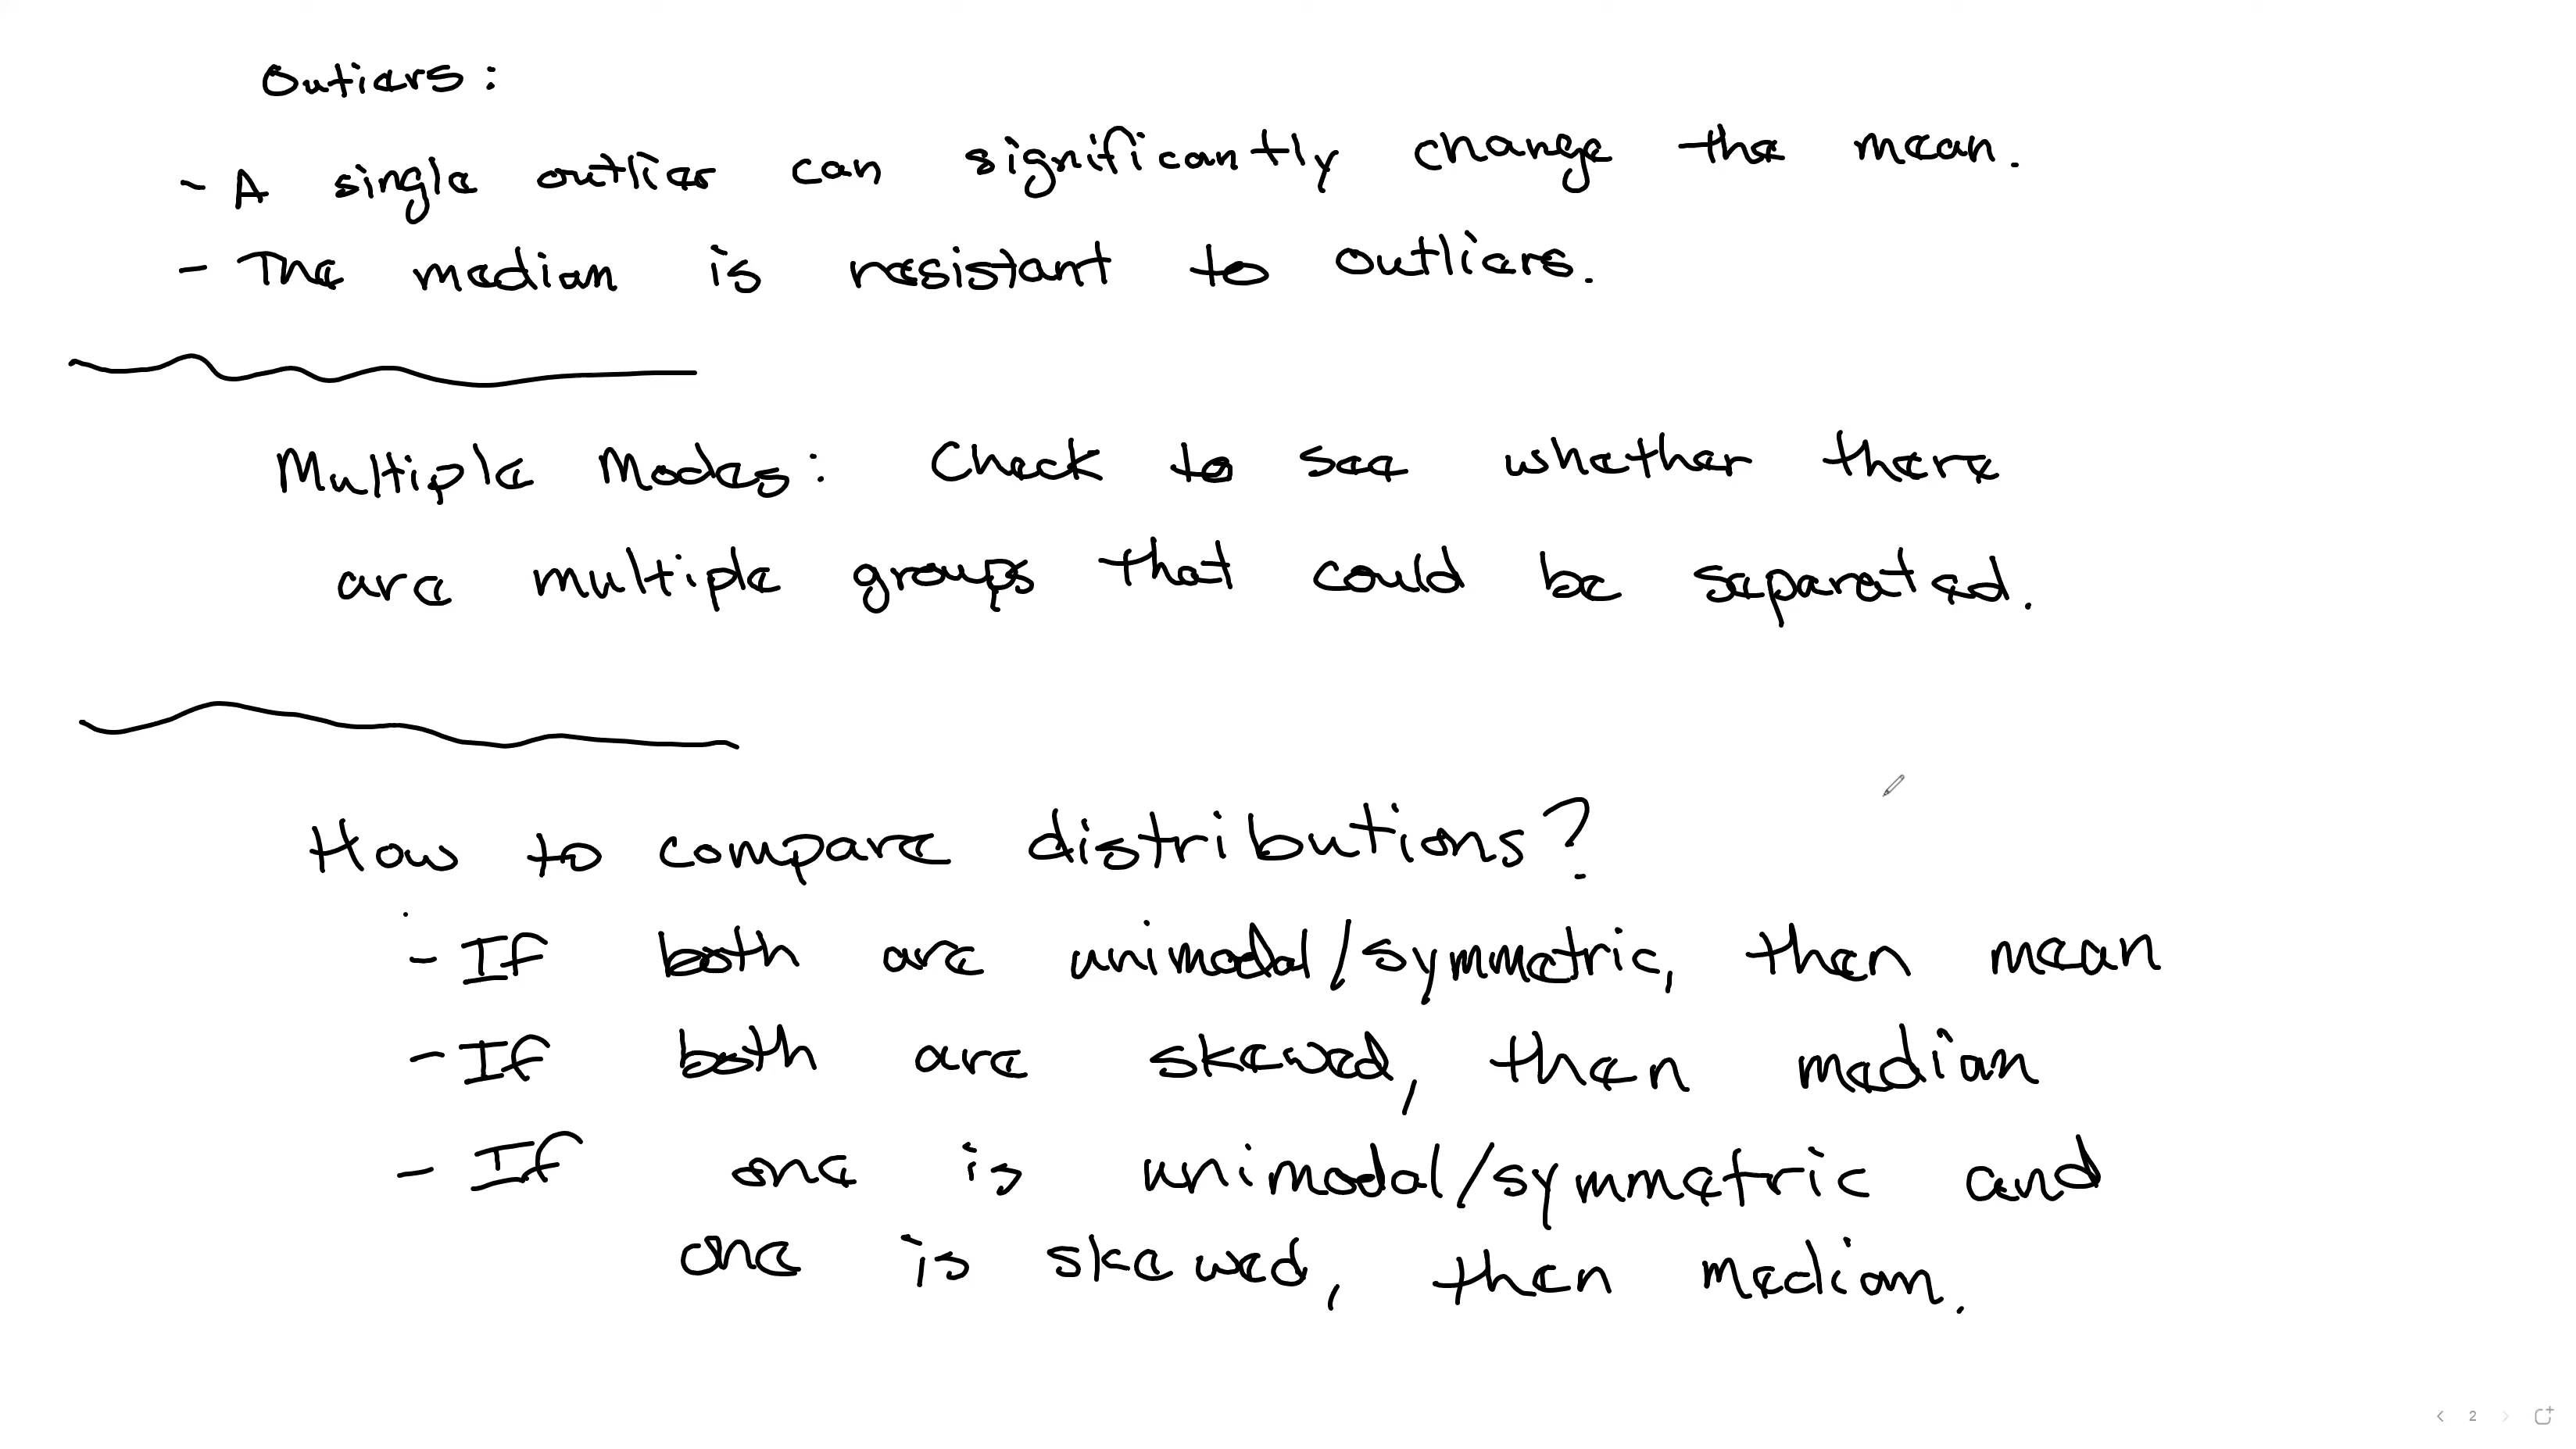 Outiers:
- A single outlier can significantly change the mean.
- The median is resistant to outliers.
Multiple Modes: Check to see whether there
are multiple groups that could be separated.
How to compare distributions?
- If both are unimodal/symmetric, then mean
- If both are skewed, then median
- If one is unimodal/symmetric and
one is skewed, then median.
2